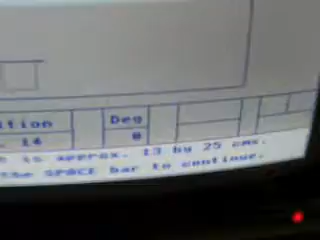 ition Deg
- 14 0
is approx. 13 by 25 cms.
the SPACE bar to continue.